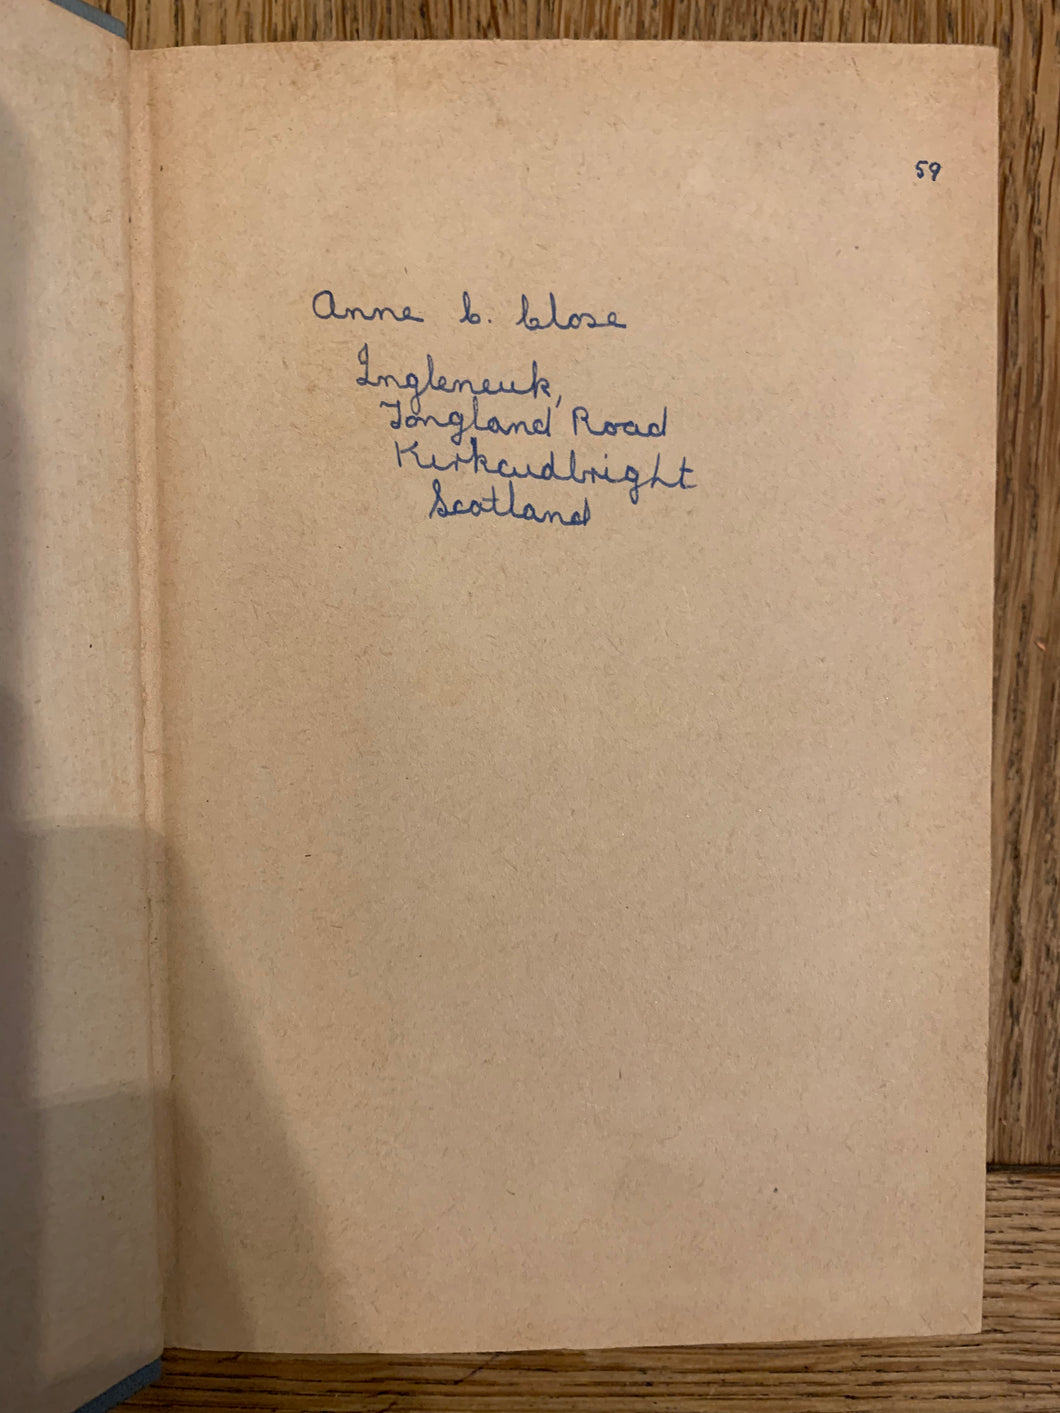 59
Anne C. Close
Ingleneuk,
Tongland Road
Kirkcudbright
Scotland